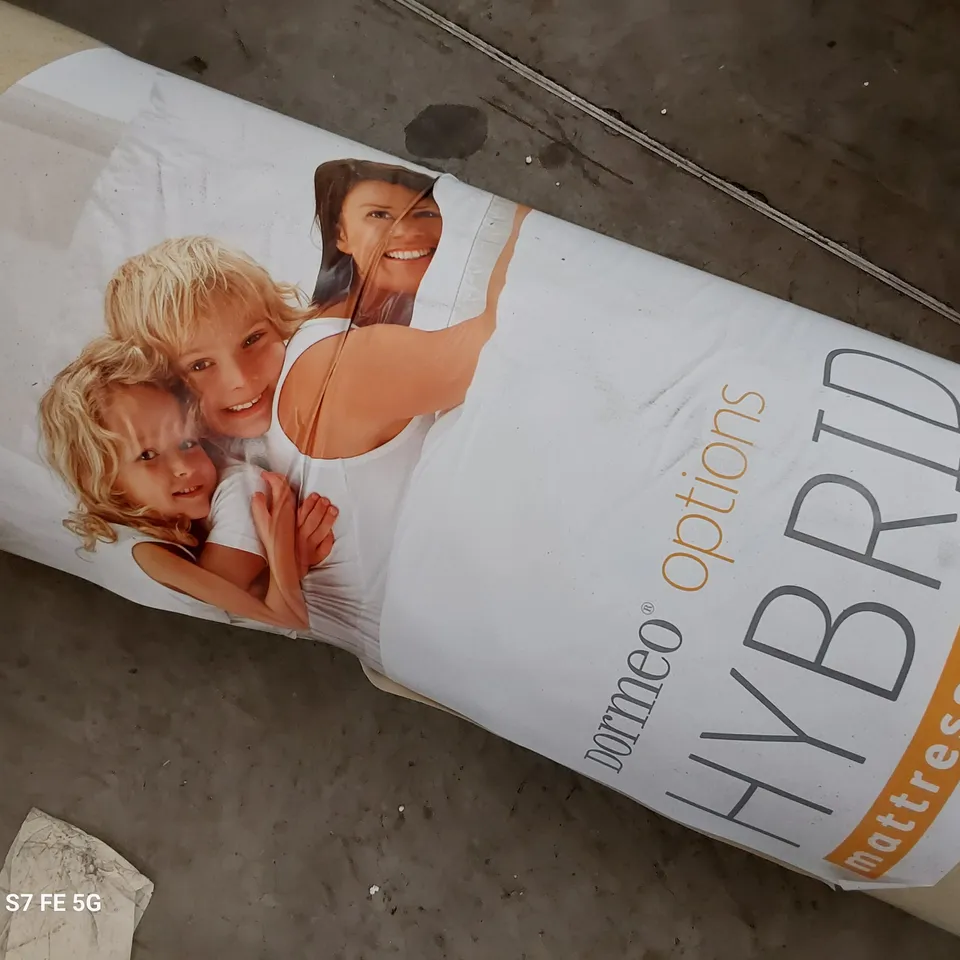 Dormeo® options
HYBRID
mattress
S7 FE 5G